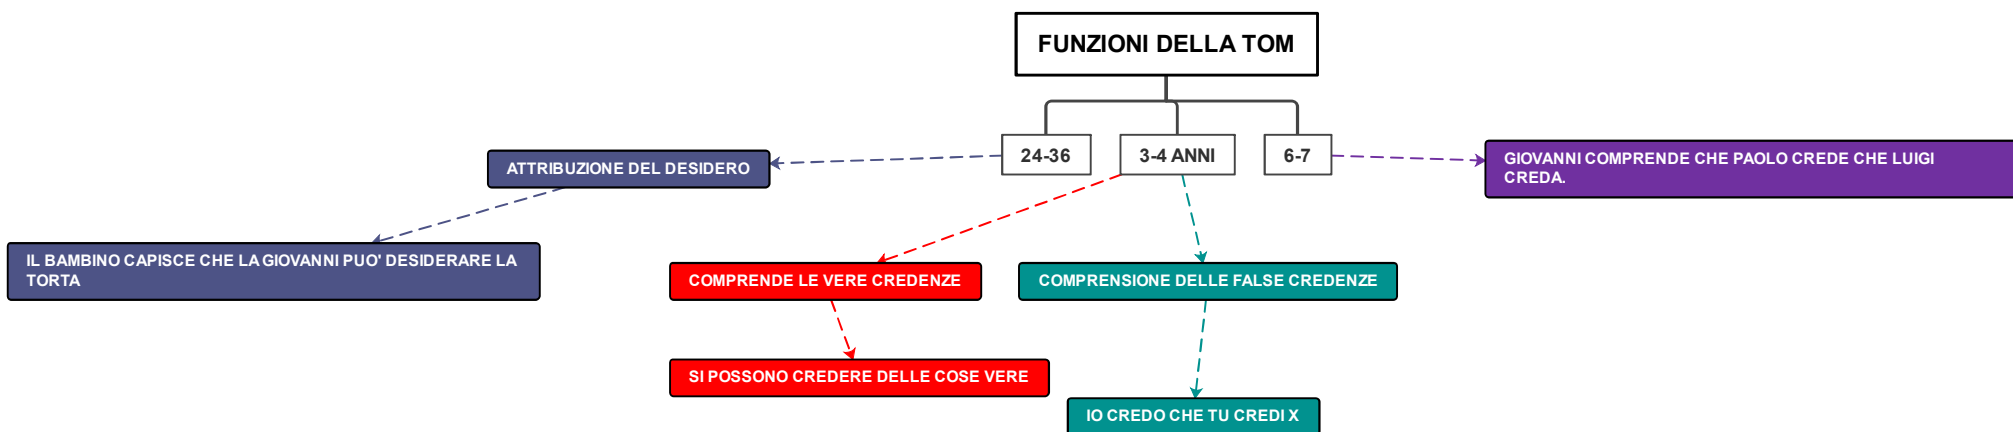 FUNZIONI DELLA TOM
24-36
3-4 ANNI
6-7
ATTRIBUZIONE DEL DESIDERO
GIOVANNI COMPRENDE CHE PAOLO CREDE CHE LUIGI
CREDA.
IL BAMBINO CAPISCE CHE LA GIOVANNI PUO' DESIDERARE LA
TORTA
COMPRENDE LE VERE CREDENZE
COMPRENSIONE DELLE FALSE CREDENZE
SI POSSONO CREDERE DELLE COSE VERE
IO CREDO CHE TU CREDI X